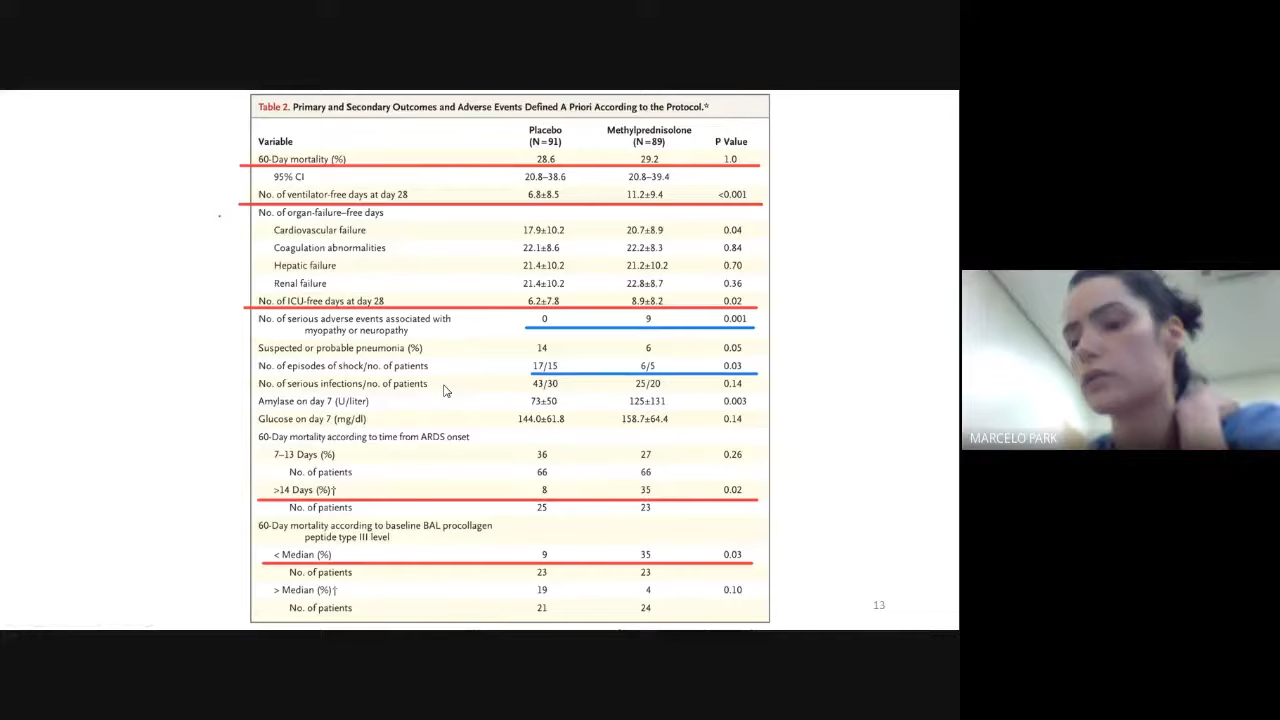 Table 2. Primary and Secondary Outcomes and Adverse Events Defined A Priori According to the Protocol.*
Variable Placebo (N=91) Methylprednisolone (N=89) P Value
60-Day mortality (%) 28.6 29.2 1.0
95% CI 20.8–38.6 20.8–39.4
No. of ventilator-free days at day 28 6.8±8.5 11.2±9.4 <0.001
No. of organ-failure–free days
Cardiovascular failure 17.9±10.2 20.7±8.9 0.04
Coagulation abnormalities 22.1±8.6 22.2±8.3 0.84
Hepatic failure 21.4±10.2 21.2±10.2 0.70
Renal failure 21.4±10.2 22.8±8.7 0.36
No. of ICU-free days at day 28 6.2±7.8 8.9±8.2 0.02
No. of serious adverse events associated with 0 9 0.001
myopathy or neuropathy
Suspected or probable pneumonia (%) 14 6 0.05
No. of episodes of shock/no. of patients 17/15 6/5 0.03
No. of serious infections/no. of patients 43/30 25/20 0.14
Amylase on day 7 (U/liter) 73±50 125±131 0.003
Glucose on day 7 (mg/dl) 144.0±61.8 158.7±64.4 0.14
60-Day mortality according to time from ARDS onset
7–13 Days (%) 36 27 0.26
No. of patients 66 66
>14 Days (%)† 8 35 0.02
No. of patients 25 23
60-Day mortality according to baseline BAL procollagen
peptide type III level
< Median (%) 9 35 0.03
No. of patients 23 23
> Median (%)† 19 4 0.10
No. of patients 21 24
13
MARCELO PARK